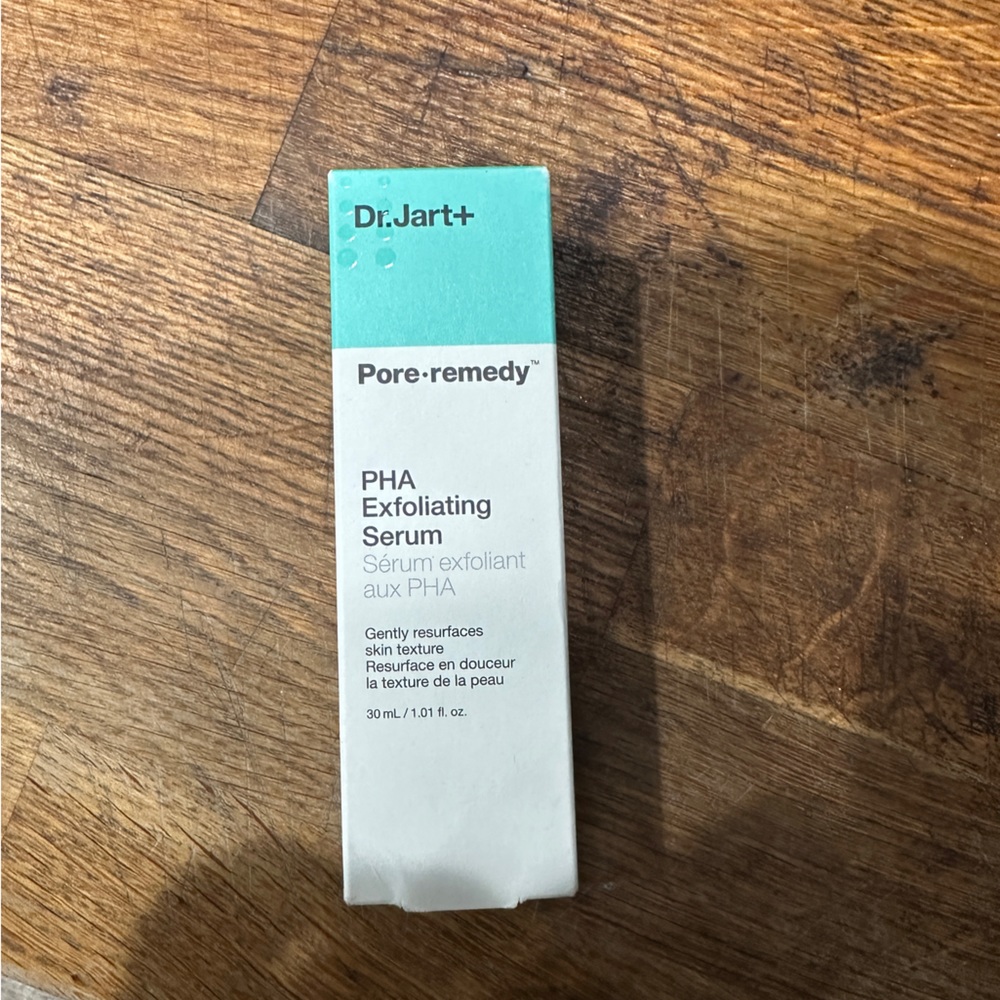 Dr.Jart+
Pore•remedy™
PHA
Exfoliating
Serum
Sérum exfoliant
aux PHA
Gently resurfaces
skin texture
Resurface en douceur
la texture de la peau
30 mL / 1.01 fl. oz.